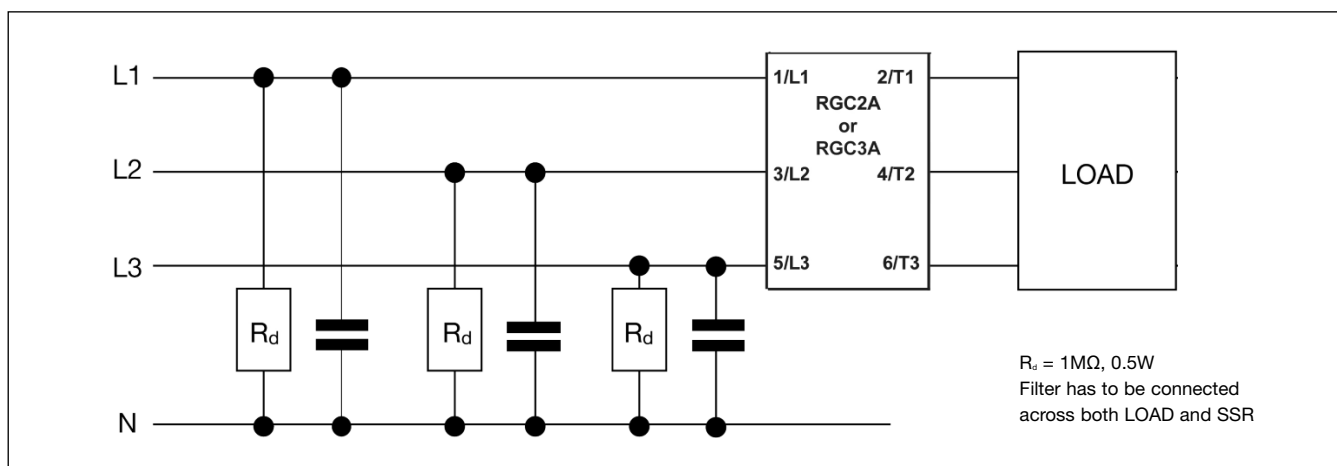 L1
1/L1 2/T1
RGC2A
or
RGC3A
L2
3/L2 4/T2
LOAD
L3
5/L3 6/T3
Rd Rd Rd
N
Rd = 1MΩ, 0.5W
Filter has to be connected
across both LOAD and SSR